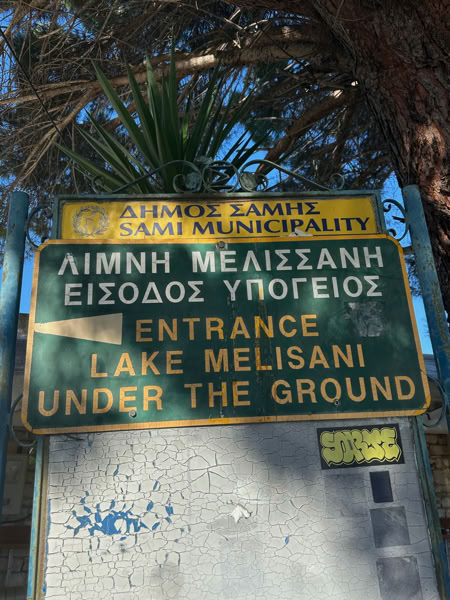 ΔΗΜΟΣ ΣΑΜΗΣ
SAMI MUNICIPALITY
ΛΙΜΝΗ ΜΕΛΙΣΣΑΝΗ
ΕΙΣΟΔΟΣ ΥΠΟΓΕΙΟΣ
ENTRANCE
LAKE MELISANI
UNDER THE GROUND